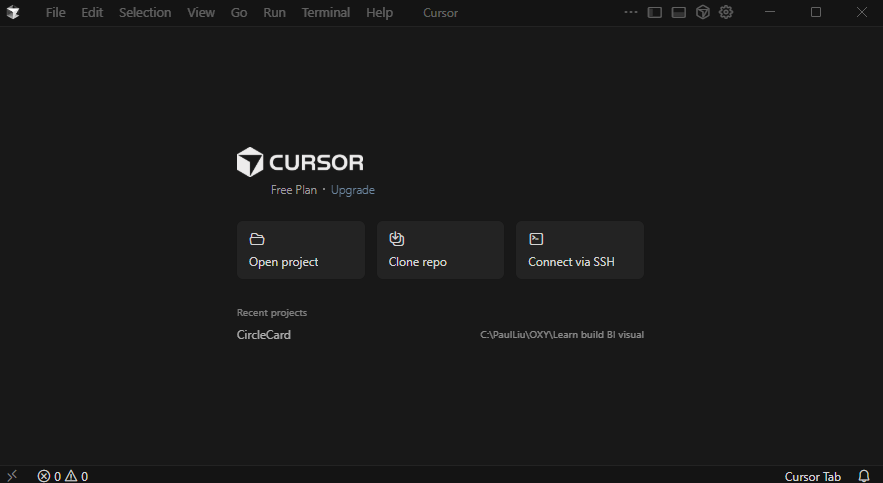 File Edit Selection View Go Run Terminal Help Cursor
CURSOR
Free Plan · Upgrade
Open project Clone repo Connect via SSH
Recent projects
CircleCard C:\PaulLiu\OXY\Learn build BI visual
0 0 Cursor Tab